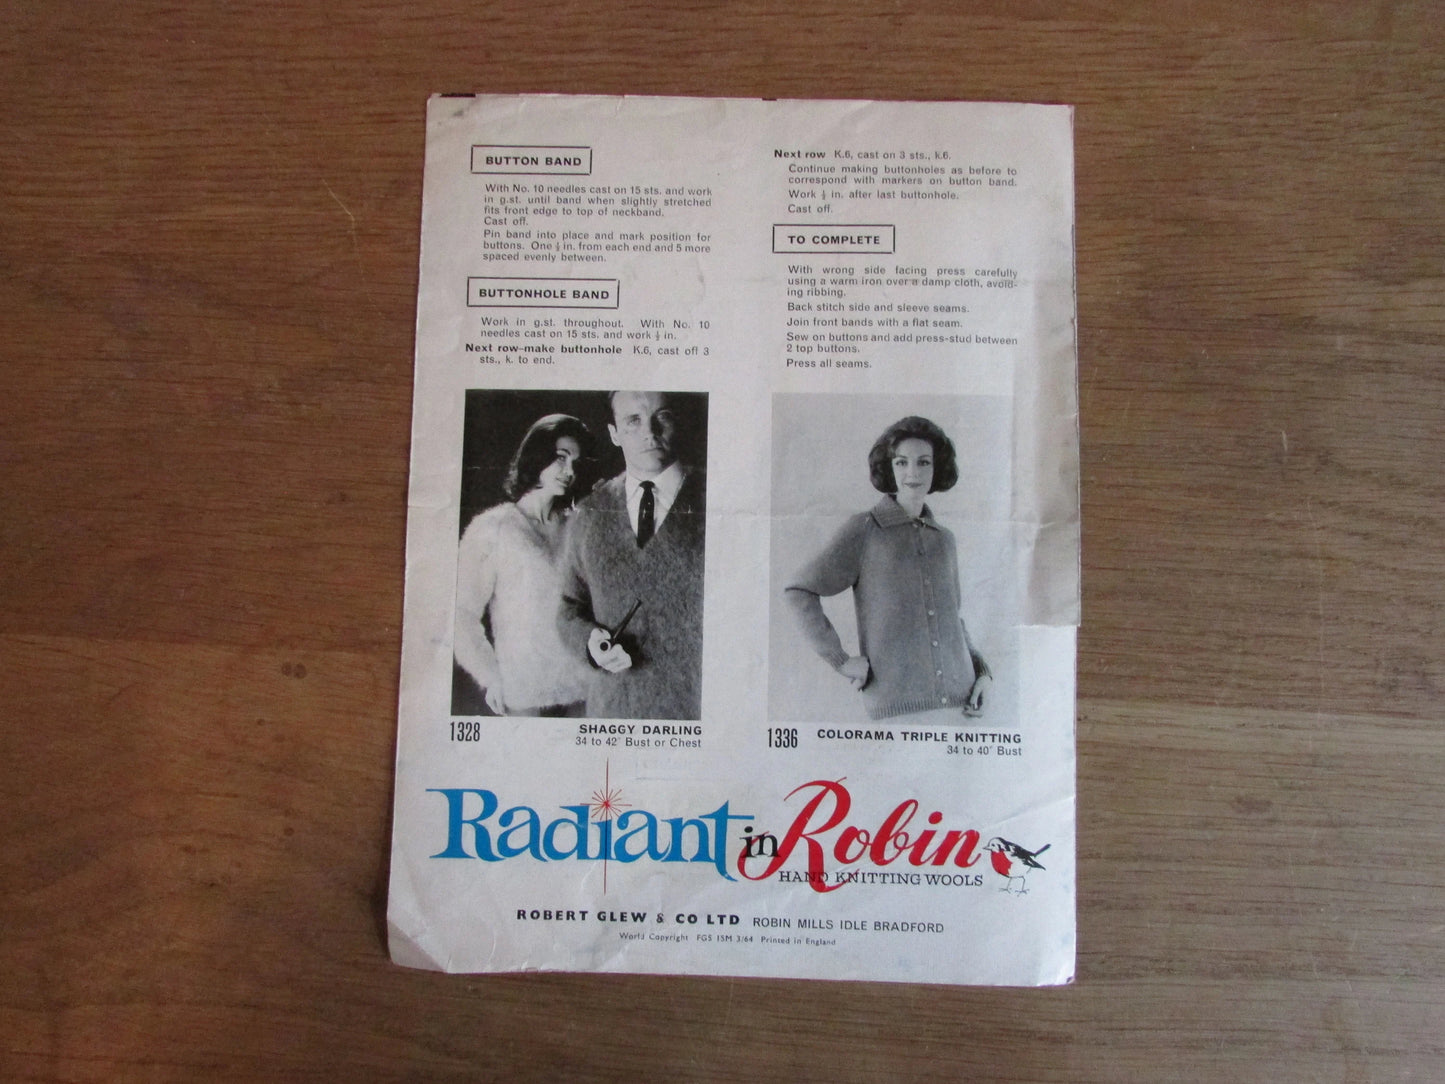 BUTTON BAND
With No. 10 needles cast on 15 sts. and work
in g.st. until band when slightly stretched
fits front edge to top of neckband.
Cast off.
Pin band into place and mark position for
buttons. One ½ in. from each end and 5 more
spaced evenly between.
BUTTONHOLE BAND
Work in g.st. throughout. With No. 10
needles cast on 15 sts. and work ½ in.
Next row–make buttonhole K.6, cast off 3
sts., k. to end.
Next row K.6, cast on 3 sts., k.6.
Continue making buttonholes as before to
correspond with markers on button band.
Work ½ in. after last buttonhole.
Cast off.
TO COMPLETE
With wrong side facing press carefully
using a warm iron over a damp cloth, avoid-
ing ribbing.
Back stitch side and sleeve seams.
Join front bands with a flat seam.
Sew on buttons and add press-stud between
2 top buttons.
Press all seams.
1328 SHAGGY DARLING
34 to 42" Bust or Chest
1336 COLORAMA TRIPLE KNITTING
34 to 40" Bust
Radiant in Robin
HAND KNITTING WOOLS
ROBERT GLEW & CO LTD ROBIN MILLS IDLE BRADFORD
World Copyright FGS 15M 3/64 Printed in England